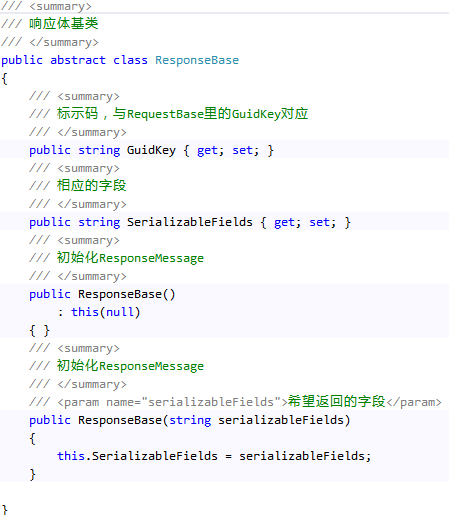 /// <summary>
/// 响应体基类
/// </summary>
public abstract class ResponseBase
{
    /// <summary>
    /// 标示码，与RequestBase里的GuidKey对应
    /// </summary>
    public string GuidKey { get; set; }
    /// <summary>
    /// 相应的字段
    /// </summary>
    public string SerializableFields { get; set; }
    /// <summary>
    /// 初始化ResponseMessage
    /// </summary>
    public ResponseBase()
        : this(null)
    { }
    /// <summary>
    /// 初始化ResponseMessage
    /// </summary>
    /// <param name="serializableFields">希望返回的字段</param>
    public ResponseBase(string serializableFields)
    {
        this.SerializableFields = serializableFields;
    }
}